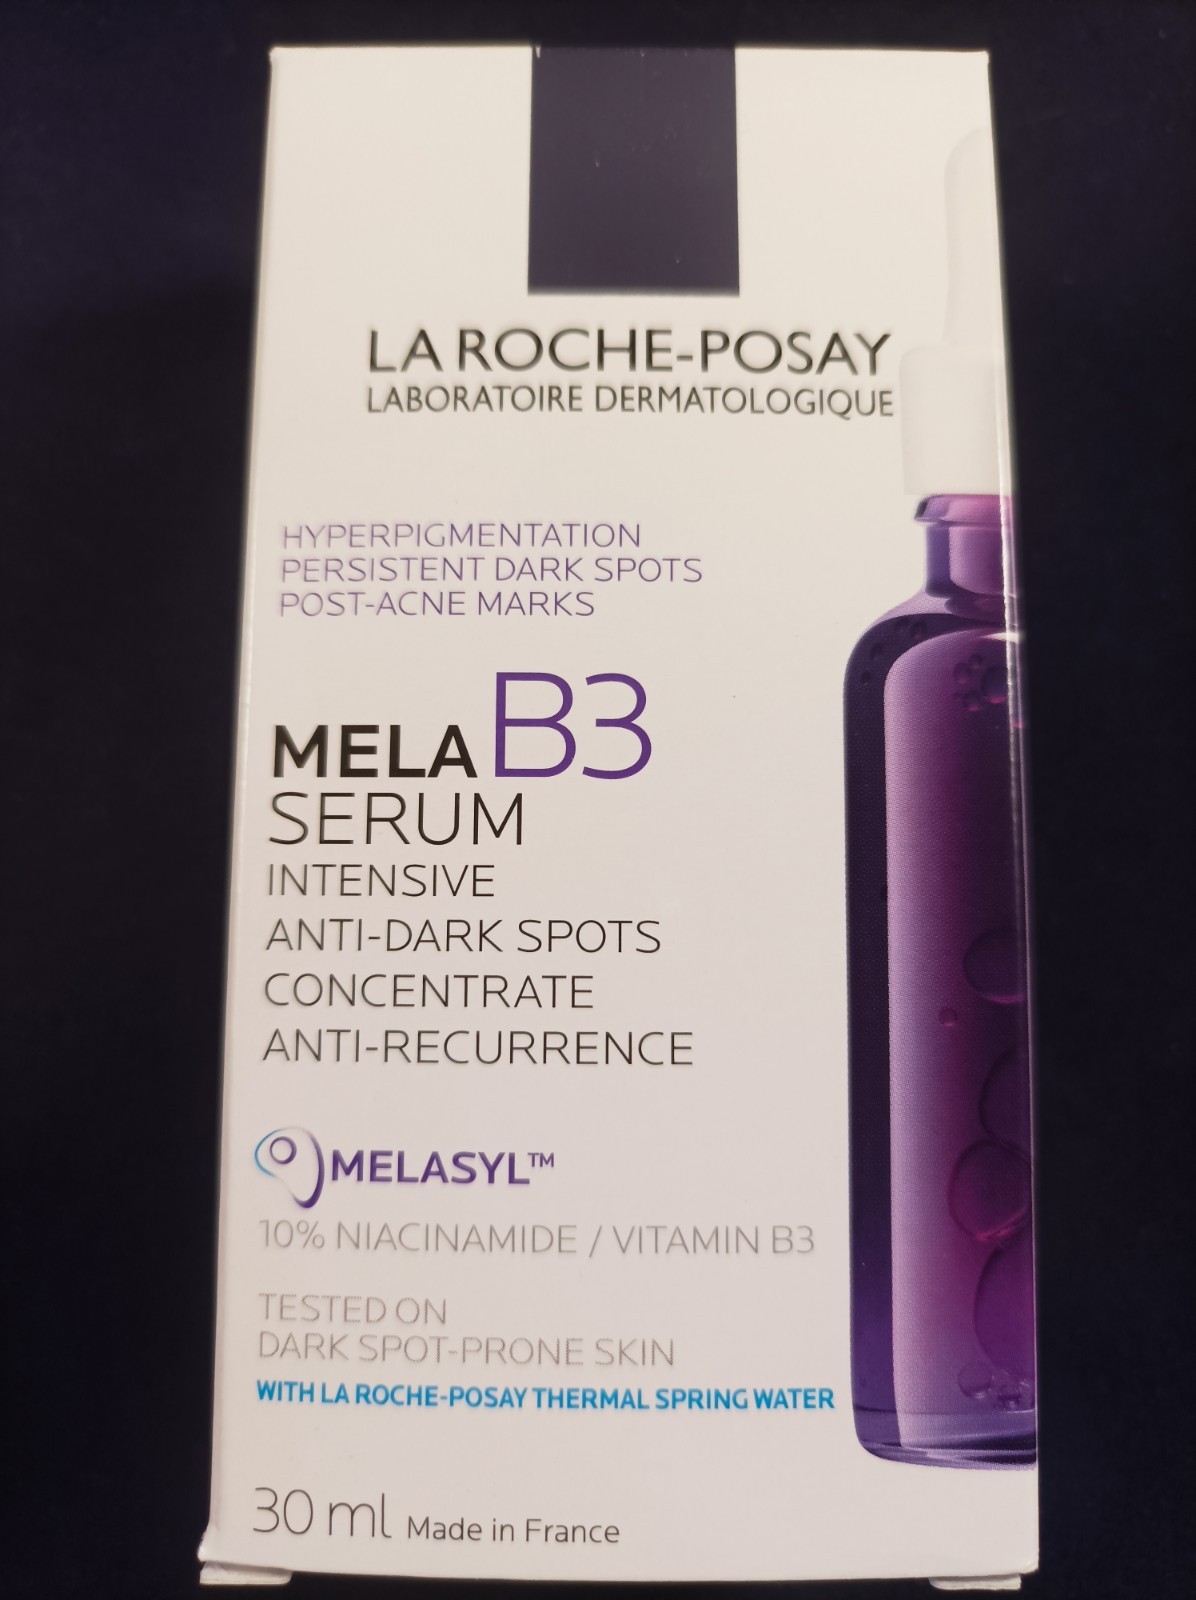 LA ROCHE-POSAY
LABORATOIRE DERMATOLOGIQUE
HYPERPIGMENTATION
PERSISTENT DARK SPOTS
POST-ACNE MARKS
MELA B3
SERUM
INTENSIVE
ANTI-DARK SPOTS
CONCENTRATE
ANTI-RECURRENCE
MELASYL™
10% NIACINAMIDE / VITAMIN B3
TESTED ON
DARK SPOT-PRONE SKIN
WITH LA ROCHE-POSAY THERMAL SPRING WATER
30 ml Made in France